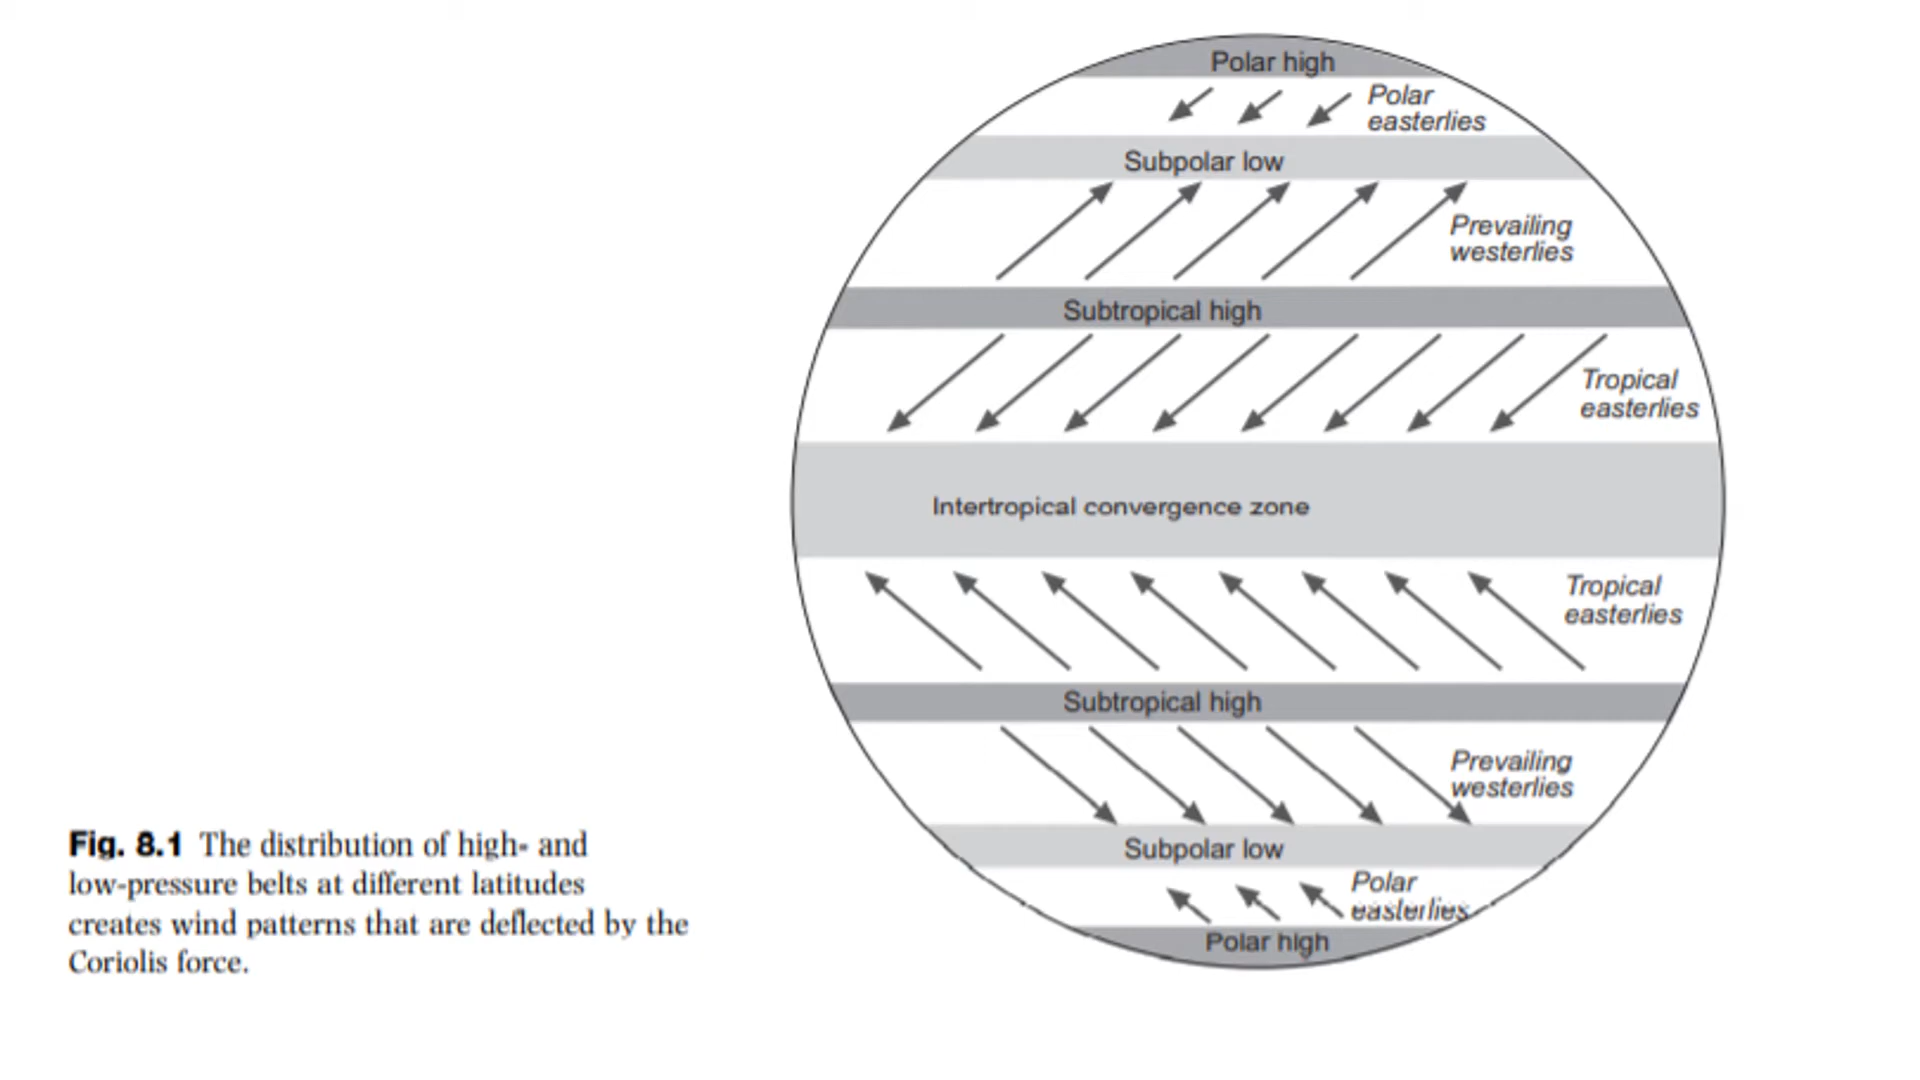 Polar high
Polar
easterlies
Subpolar low
Prevailing
westerlies
Subtropical high
Tropical
easterlies
Intertropical convergence zone
Tropical
easterlies
Subtropical high
Prevailing
westerlies
Subpolar low
Polar
easterlies
Polar high
Fig. 8.1 The distribution of high- and
low-pressure belts at different latitudes
creates wind patterns that are deflected by the
Coriolis force.